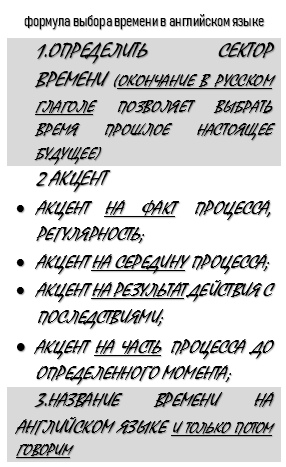 формула выбора времени в английском языке
1.ОПРЕДЕЛИТЬ СЕКТОР
ВРЕМЕНИ (ОКОНЧАНИЕ В РУССКОМ
ГЛАГОЛЕ ПОЗВОЛЯЕТ ВЫБРАТЬ
ВРЕМЯ ПРОШЛОЕ НАСТОЯЩЕЕ
БУДУЩЕЕ)
2 АКЦЕНТ
• АКЦЕНТ НА ФАКТ ПРОЦЕССА,
РЕГУЛЯРНОСТЬ;
• АКЦЕНТ НА СЕРЕДИНУ ПРОЦЕССА;
• АКЦЕНТ НА РЕЗУЛЬТАТ ДЕЙСТВИЯ С
ПОСЛЕДСТВИЯМИ;
• АКЦЕНТ НА ЧАСТЬ ПРОЦЕССА ДО
ОПРЕДЕЛЕННОГО МОМЕНТА;
3.НАЗВАНИЕ ВРЕМЕНИ НА
АНГЛИЙСКОМ ЯЗЫКЕ И ТОЛЬКО ПОТОМ
ГОВОРИМ